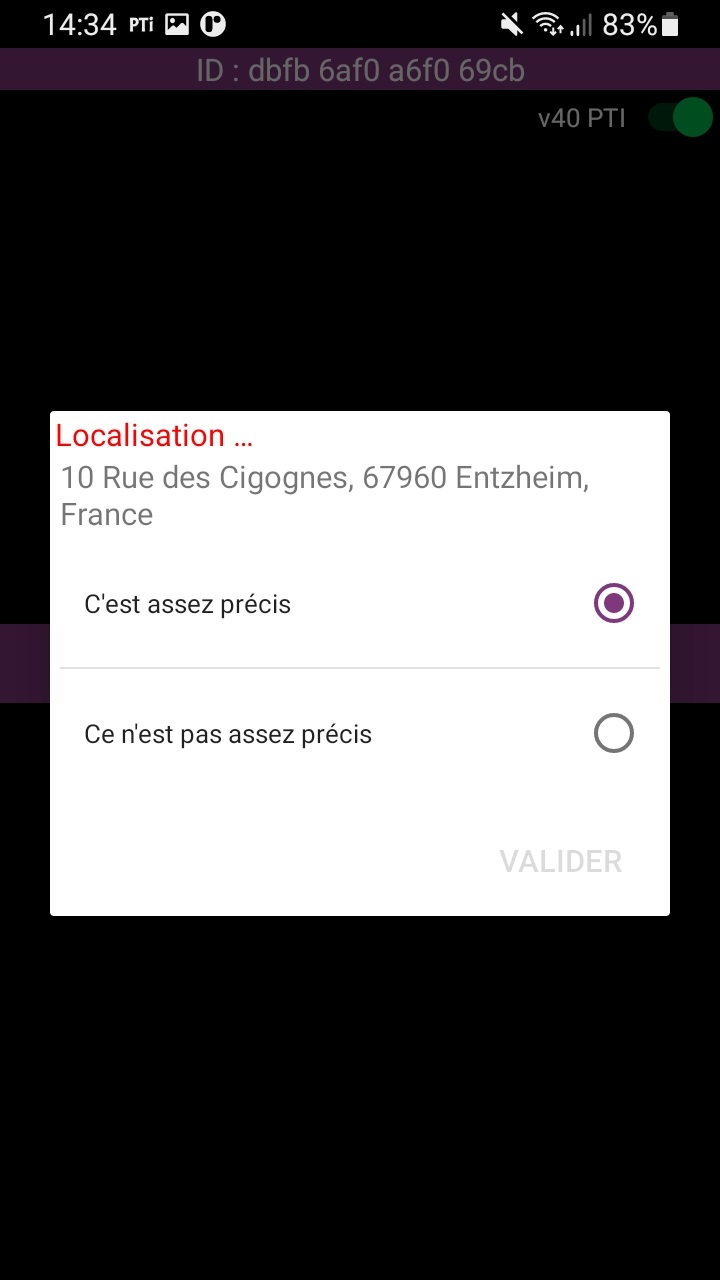 14:34 PTi 83%
ID : dbfb 6af0 a6f0 69cb
v40 PTI
Localisation ...
10 Rue des Cigognes, 67960 Entzheim,
France
C'est assez précis
Ce n'est pas assez précis
VALIDER